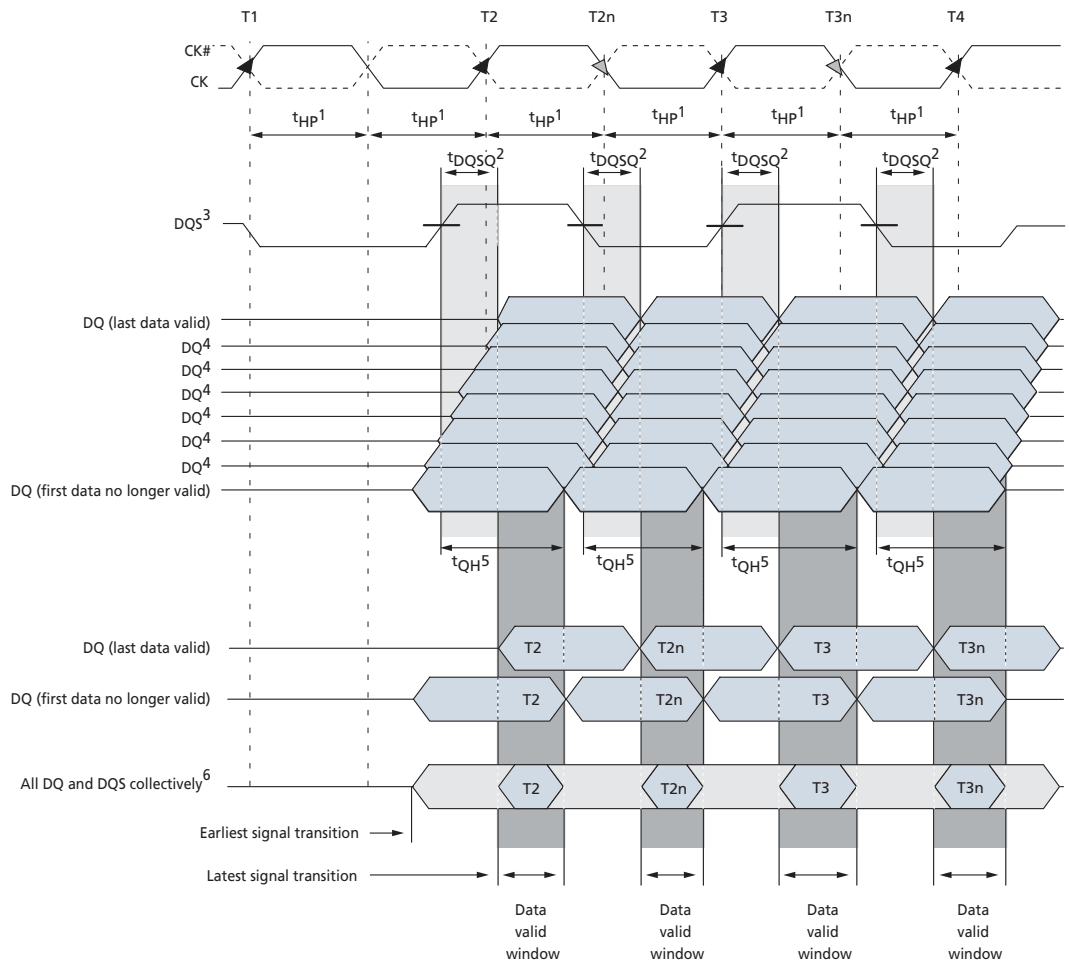 T1 T2 T2n T3 T3n T4
CK#
CK
tHP1 tHP1 tHP1 tHP1 tHP1 tHP1
tDQSQ2 tDQSQ2 tDQSQ2 tDQSQ2
DQS3
DQ (last data valid)
DQ4
DQ4
DQ4
DQ4
DQ4
DQ4
DQ (first data no longer valid)
tQH5 tQH5 tQH5 tQH5
DQ (last data valid) T2 T2n T3 T3n
DQ (first data no longer valid) T2 T2n T3 T3n
All DQ and DQS collectively6 T2 T2n T3 T3n
Earliest signal transition
Latest signal transition
Data valid window
Data valid window
Data valid window
Data valid window